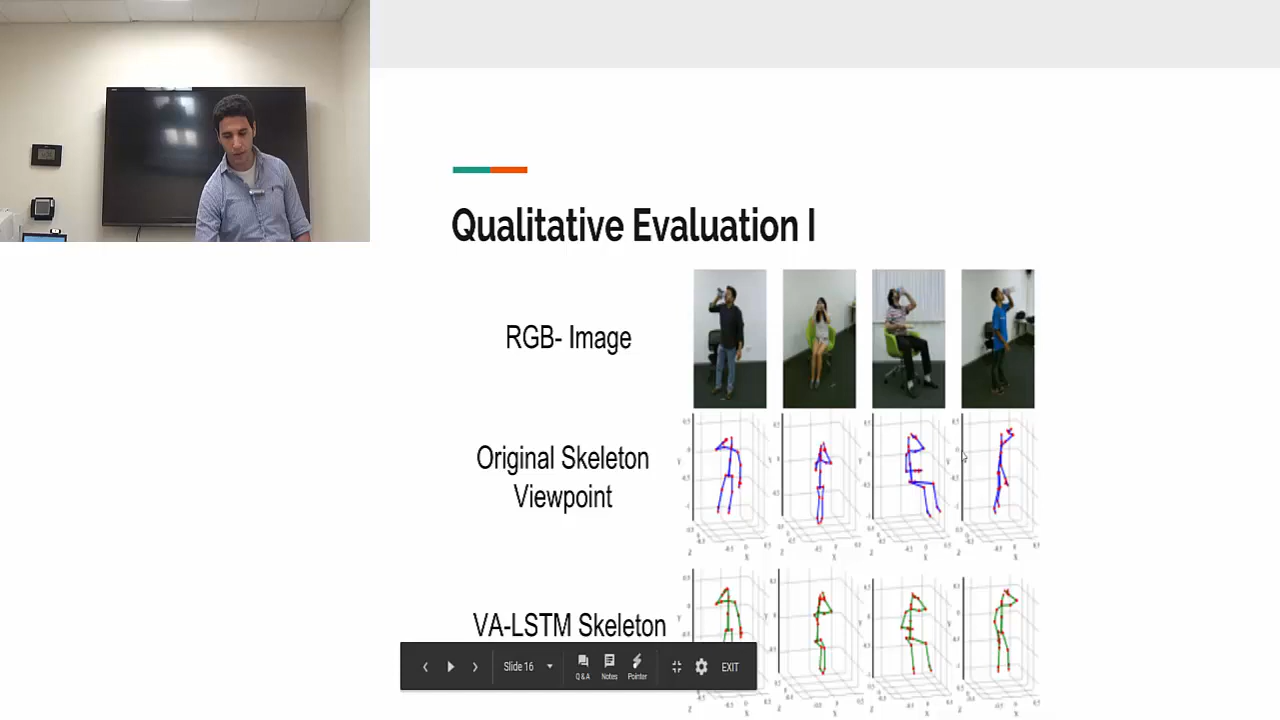 Qualitative Evaluation I
RGB- Image
Original Skeleton
Viewpoint
VA-LSTM Skeleton
Slide 16
Q & A
Notes
Pointer
EXIT